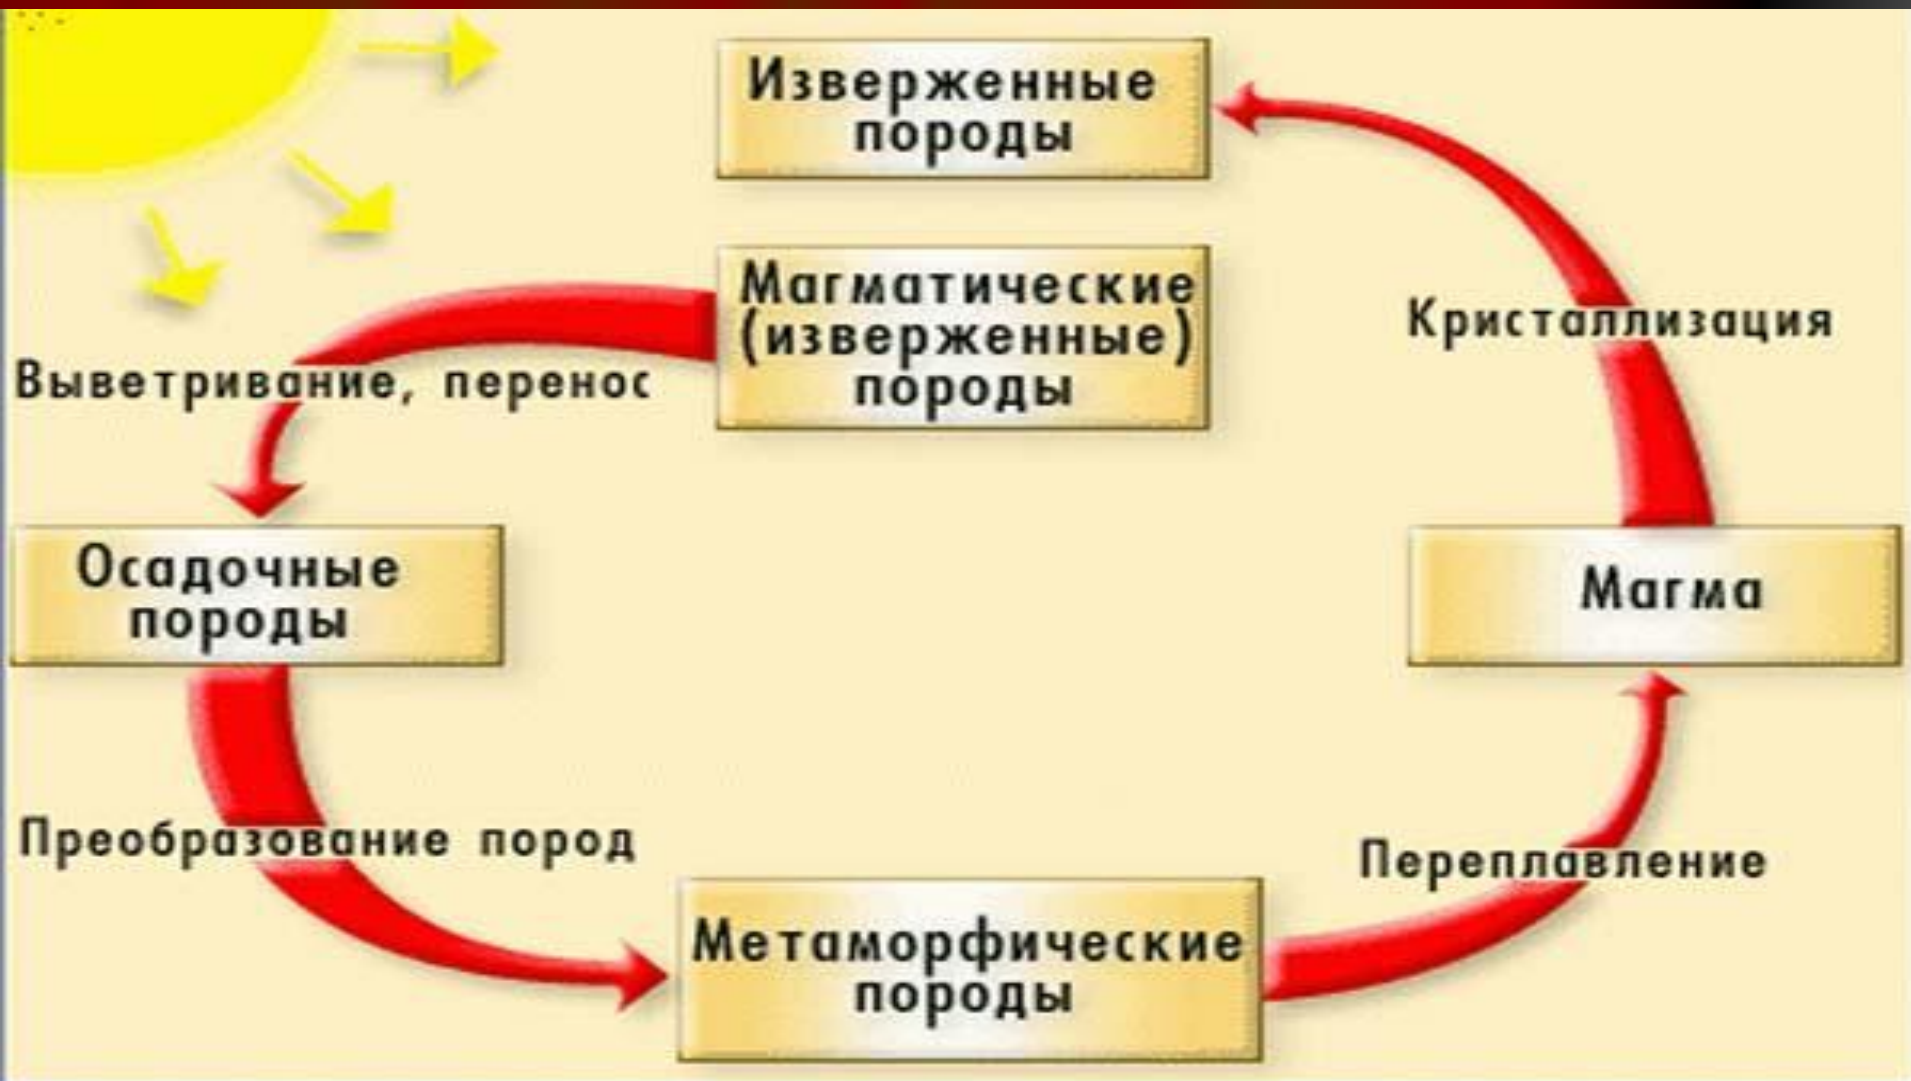 Изверженные
породы
Магматические
(изверженные)
породы
Кристаллизация
Выветривание, перенос
Осадочные
породы
Магма
Преобразование пород
Переплавление
Метаморфические
породы